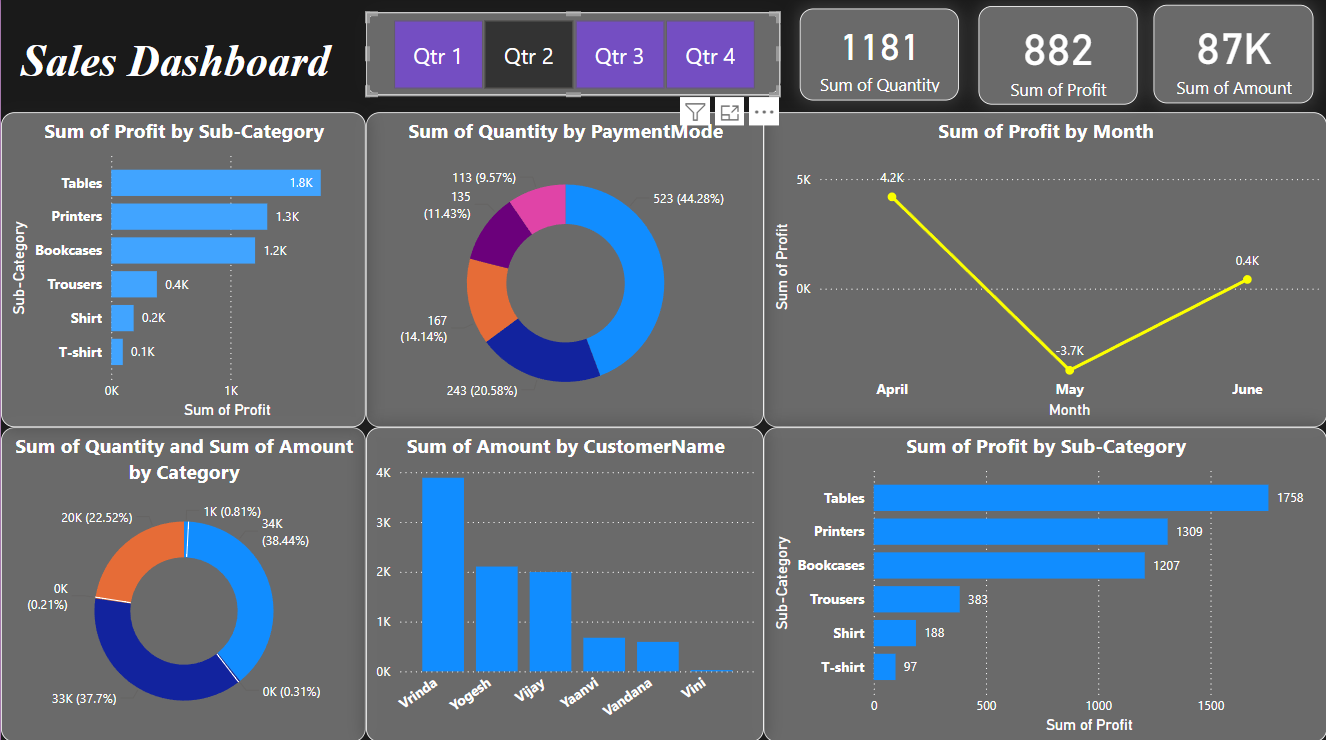 Sales Dashboard
Qtr 1
Qtr 2
Qtr 3
Qtr 4
1181
Sum of Quantity
882
Sum of Profit
87K
Sum of Amount
Sum of Profit by Sub-Category
Sub-Category
Tables
1.8K
Printers
1.3K
Bookcases
1.2K
Trousers
0.4K
Shirt
0.2K
T-shirt
0.1K
0K
1K
Sum of Profit
Sum of Quantity by PaymentMode
113 (9.57%)
135
(11.43%)
523 (44.28%)
167
(14.14%)
243 (20.58%)
Sum of Profit by Month
Sum of Profit
5K
0K
4.2K
-3.7K
0.4K
April
May
June
Month
Sum of Quantity and Sum of Amount
by Category
20K (22.52%)
1K (0.81%)
34K
(38.44%)
0K
(0.21%)
0K (0.31%)
33K (37.7%)
Sum of Amount by CustomerName
4K
3K
2K
1K
0K
Vrinda
Yogesh
Vijay
Yaanvi
Vandana
Vini
Sum of Profit by Sub-Category
Sub-Category
Tables
1758
Printers
1309
Bookcases
1207
Trousers
383
Shirt
188
T-shirt
97
0
500
1000
1500
Sum of Profit